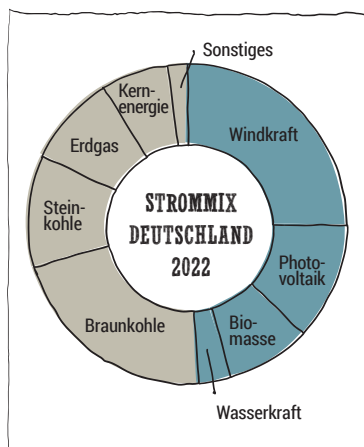 Sonstiges
Kern-
energie
Windkraft
Erdgas
Stein-
kohle
STROMMIX
DEUTSCHLAND
2022
Photo-
voltaik
Braunkohle
Bio-
masse
Wasserkraft